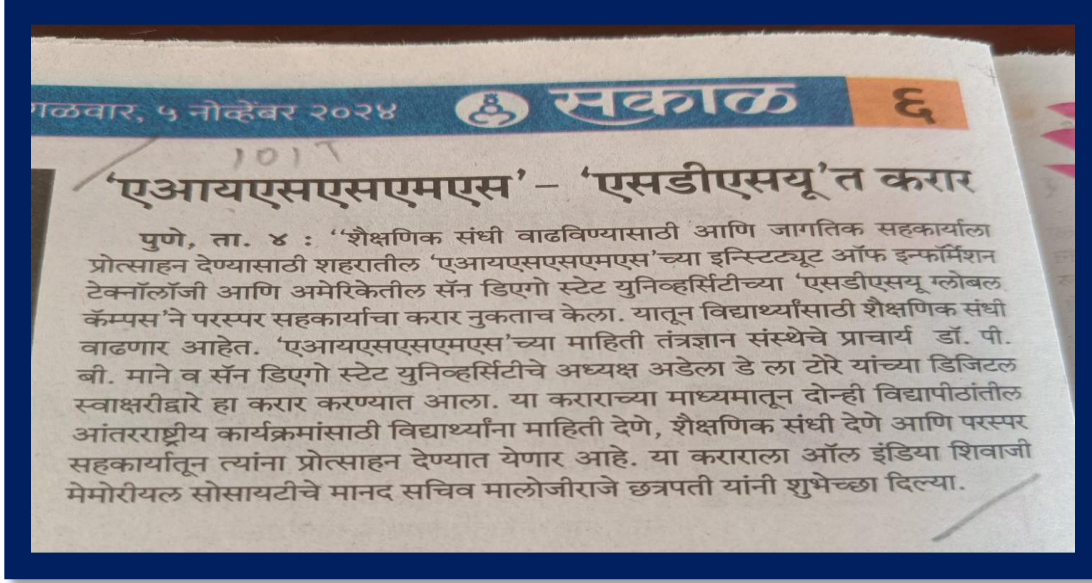 गळवार, ५ नोव्हेंबर २०२४ सकाळ ६
'एआयएसएसएमएस' – 'एसडीएसयू'त करार
पुणे, ता. ४ : ''शैक्षणिक संधी वाढविण्यासाठी आणि जागतिक सहकार्याला
प्रोत्साहन देण्यासाठी शहरातील 'एआयएसएसएमएस'च्या इन्स्टिट्यूट ऑफ इन्फॉर्मेशन
टेक्नॉलॉजी आणि अमेरिकेतील सॅन डिएगो स्टेट युनिव्हर्सिटीच्या 'एसडीएसयू ग्लोबल
कॅम्पस'ने परस्पर सहकार्याचा करार नुकताच केला. यातून विद्यार्थ्यांसाठी शैक्षणिक संधी
वाढणार आहेत. 'एआयएसएसएमएस'च्या माहिती तंत्रज्ञान संस्थेचे प्राचार्य डॉ. पी.
बी. माने व सॅन डिएगो स्टेट युनिव्हर्सिटीचे अध्यक्ष अडेला डे ला टोरे यांच्या डिजिटल
स्वाक्षरीद्वारे हा करार करण्यात आला. या कराराच्या माध्यमातून दोन्ही विद्यापीठांतील
आंतरराष्ट्रीय कार्यक्रमांसाठी विद्यार्थ्यांना माहिती देणे, शैक्षणिक संधी देणे आणि परस्पर
सहकार्यातून त्यांना प्रोत्साहन देण्यात येणार आहे. या कराराला ऑल इंडिया शिवाजी
मेमोरीयल सोसायटीचे मानद सचिव मालोजीराजे छत्रपती यांनी शुभेच्छा दिल्या.